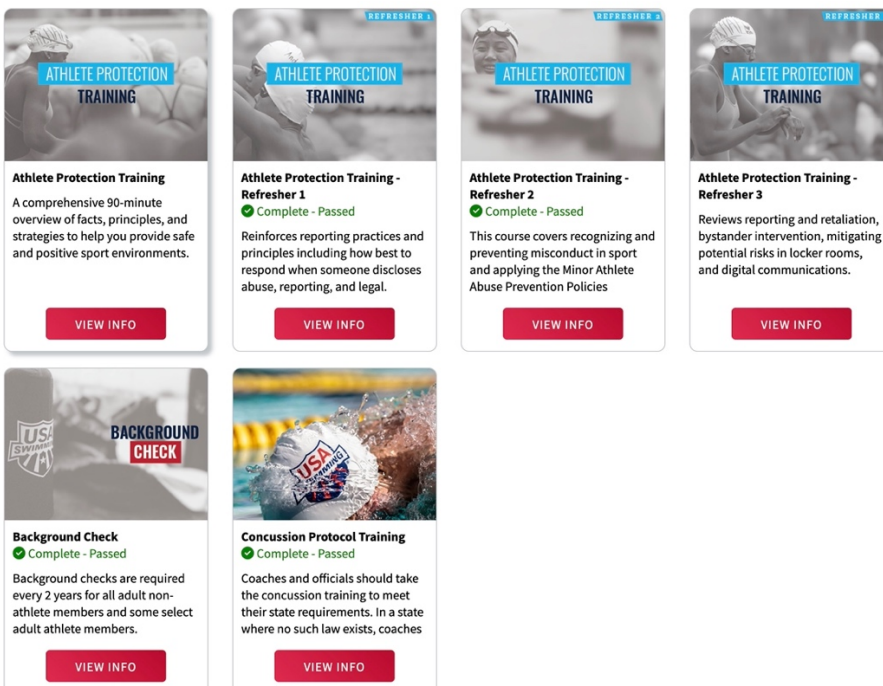 ATHLETE PROTECTION
TRAINING
Athlete Protection Training
A comprehensive 90-minute
overview of facts, principles, and
strategies to help you provide safe
and positive sport environments.
VIEW INFO
REFRESHER 1
ATHLETE PROTECTION
TRAINING
Athlete Protection Training -
Refresher 1
Complete - Passed
Reinforces reporting practices and
principles including how best to
respond when someone discloses
abuse, reporting, and legal.
VIEW INFO
REFRESHER 2
ATHLETE PROTECTION
TRAINING
Athlete Protection Training -
Refresher 2
Complete - Passed
This course covers recognizing and
preventing misconduct in sport
and applying the Minor Athlete
Abuse Prevention Policies
VIEW INFO
REFRESHER
ATHLETE PROTECTION
TRAINING
Athlete Protection Training -
Refresher 3
Reviews reporting and retaliation,
bystander intervention, mitigating
potential risks in locker rooms,
and digital communications.
VIEW INFO
USA
SWIMMING
BACKGROUND
CHECK
Background Check
Complete - Passed
Background checks are required
every 2 years for all adult non-
athlete members and some select
adult athlete members.
VIEW INFO
USA
SWIMMING
Concussion Protocol Training
Complete - Passed
Coaches and officials should take
the concussion training to meet
their state requirements. In a state
where no such law exists, coaches
VIEW INFO